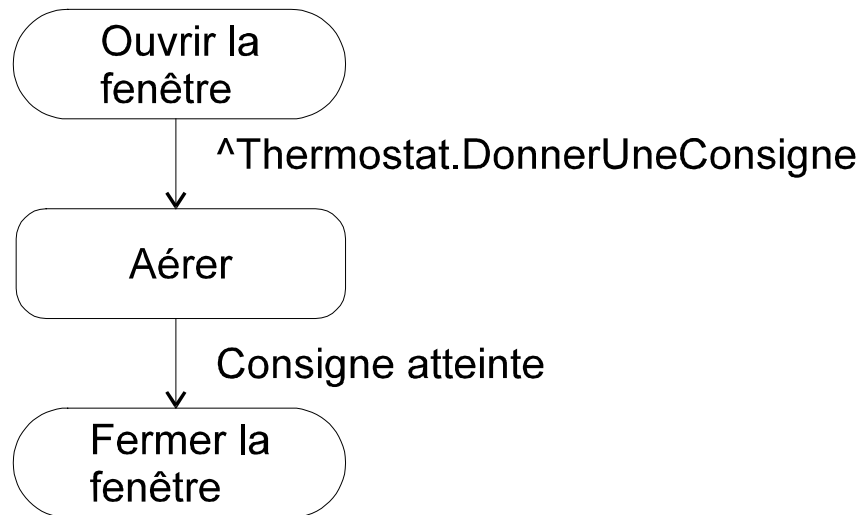 Ouvrir la
fenêtre
^Thermostat.DonnerUneConsigne
Aérer
Consigne atteinte
Fermer la
fenêtre